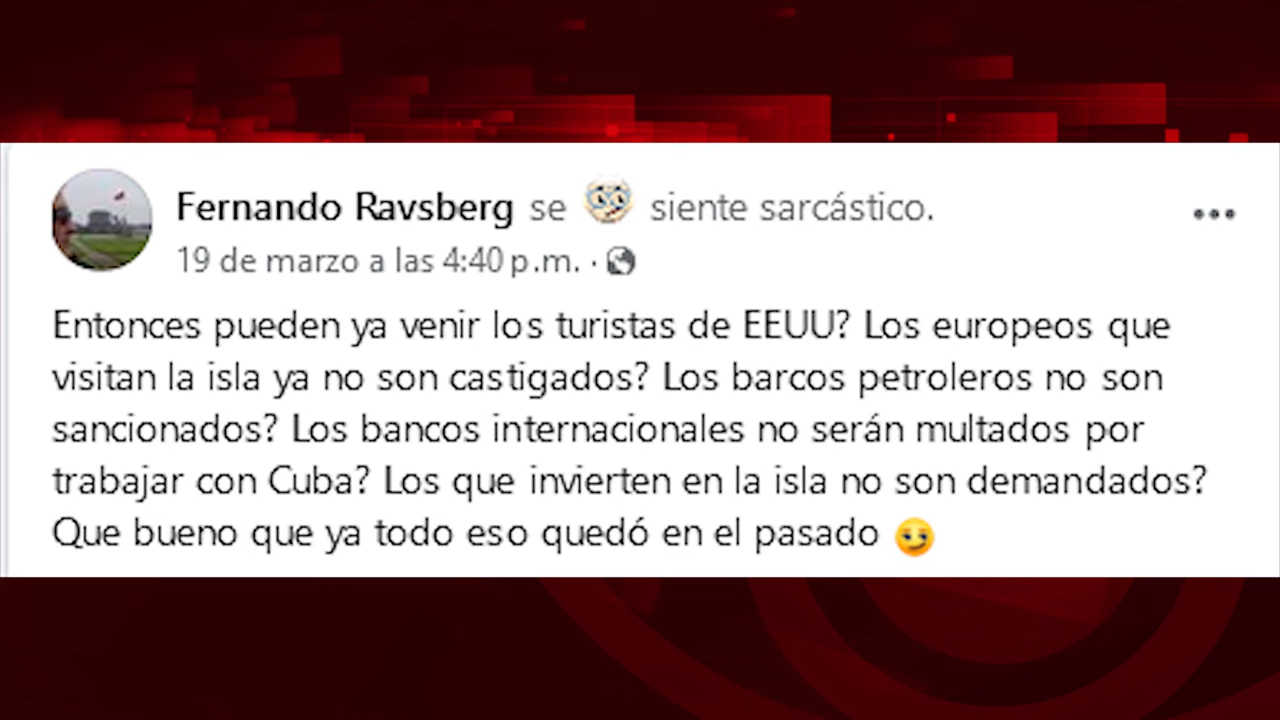 Fernando Ravsberg se siente sarcástico.
19 de marzo a las 4:40 p.m. ·
Entonces pueden ya venir los turistas de EEUU? Los europeos que
visitan la isla ya no son castigados? Los barcos petroleros no son
sancionados? Los bancos internacionales no serán multados por
trabajar con Cuba? Los que invierten en la isla no son demandados?
Que bueno que ya todo eso quedó en el pasado